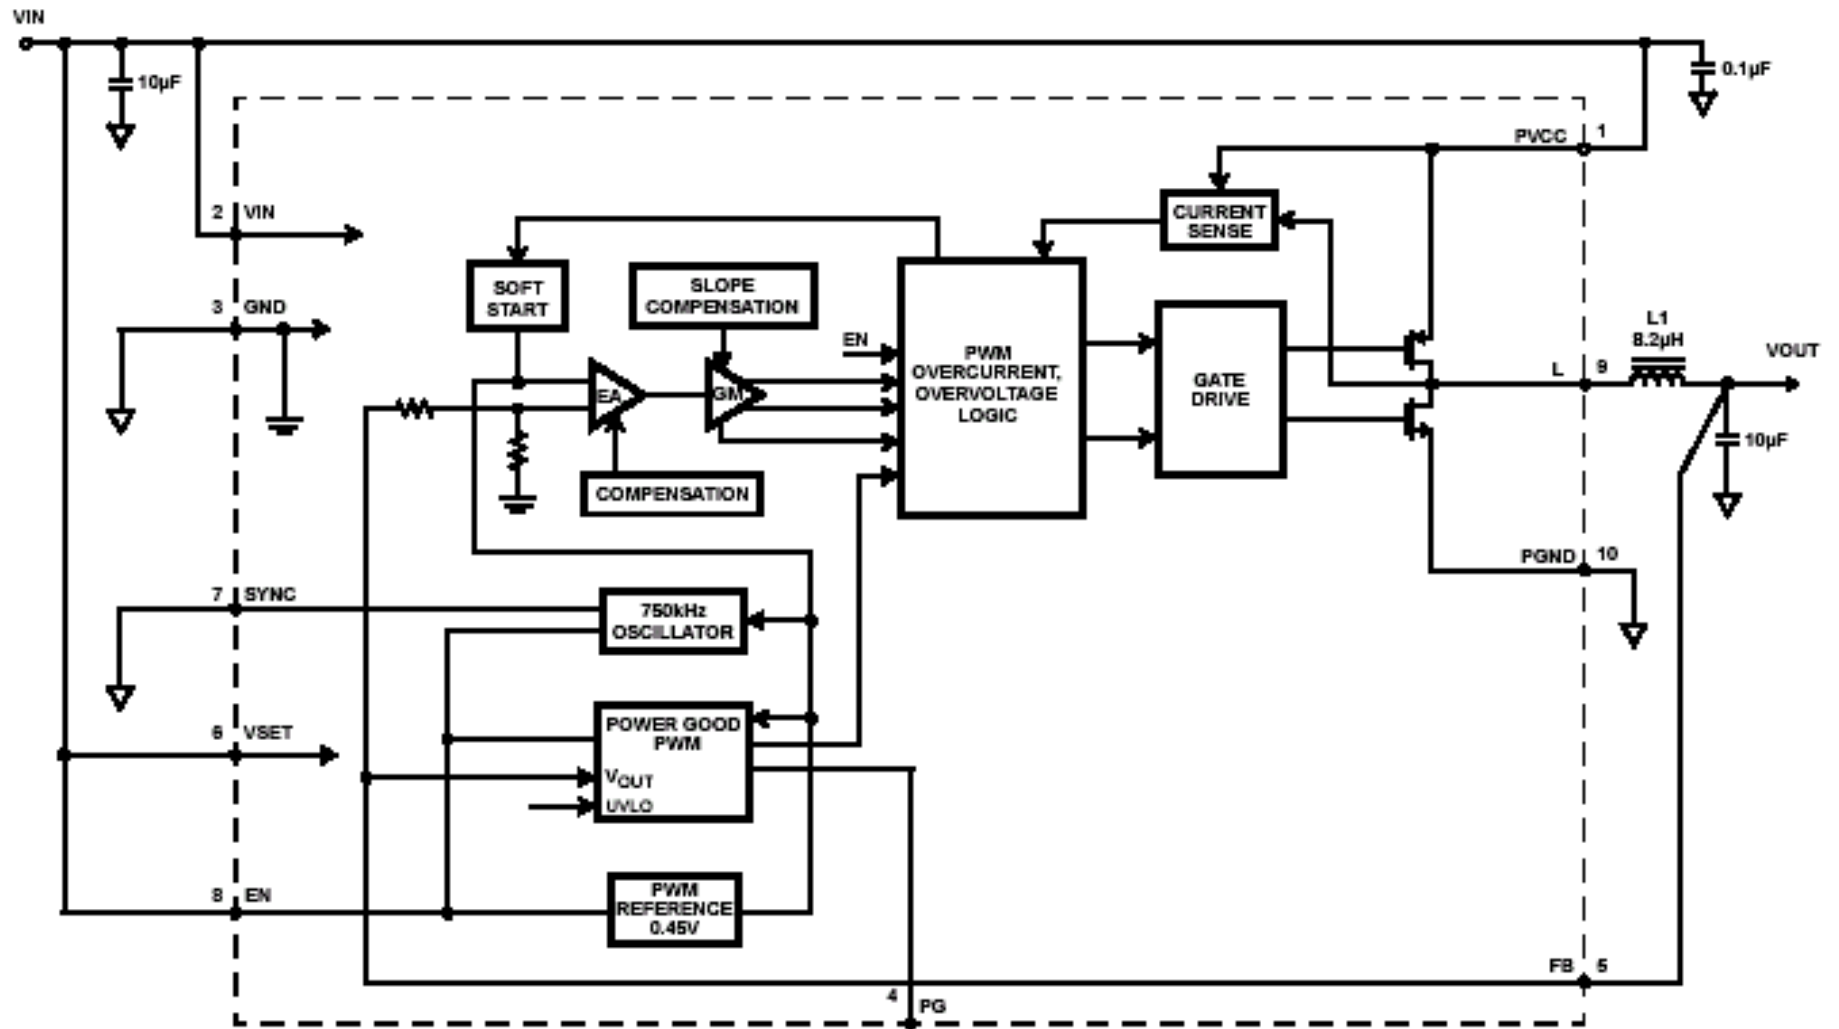 VIN
10µF
0.1µF
PVCC
1
2
VIN
CURRENT
SENSE
3
GND
SOFT
START
SLOPE
COMPENSATION
EN
PWM
OVERCURRENT,
OVERVOLTAGE
LOGIC
GATE
DRIVE
L
9
L1
8.2µH
VOUT
EA
GM
10µF
COMPENSATION
PGND
10
7
SYNC
750kHz
OSCILLATOR
6
VSET
POWER GOOD
PWM
VOUT
UVLO
8
EN
PWM
REFERENCE
0.45V
FB
5
4
PG